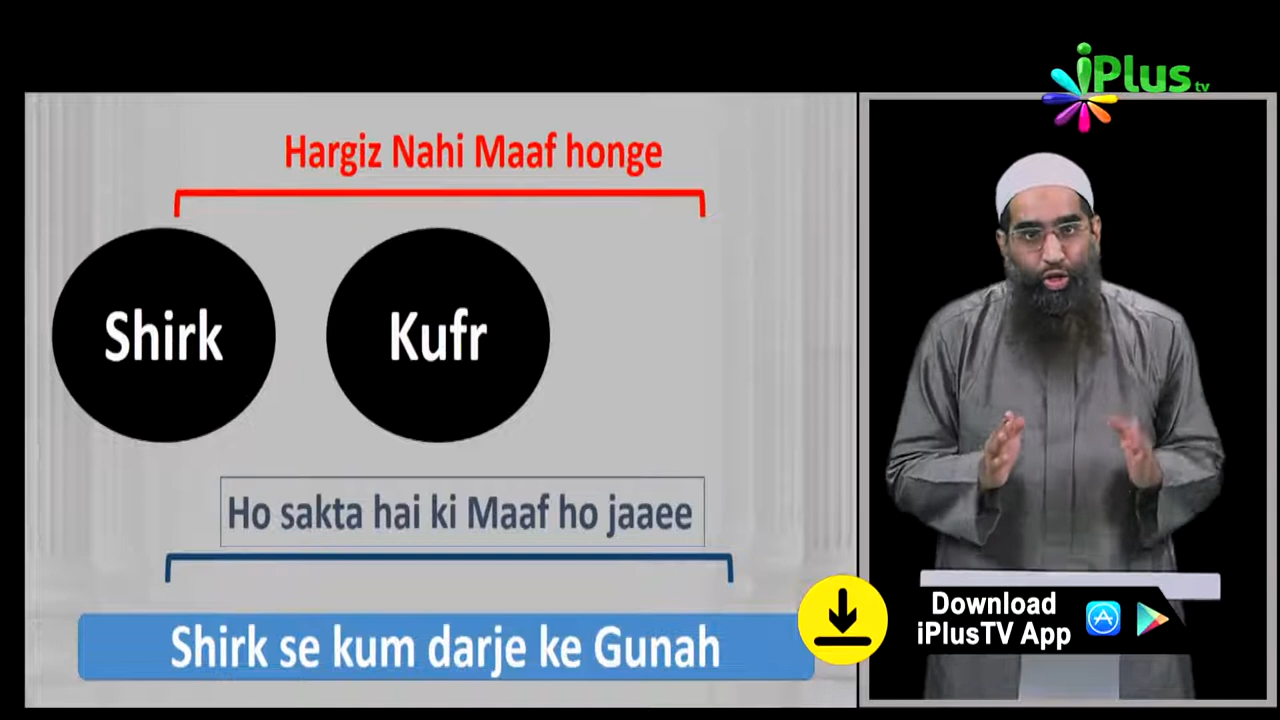 iPlus tv
Hargiz Nahi Maaf honge
Shirk
Kufr
Ho sakta hai ki Maaf ho jaaee
Shirk se kum darje ke Gunah
Download
iPlusTV App